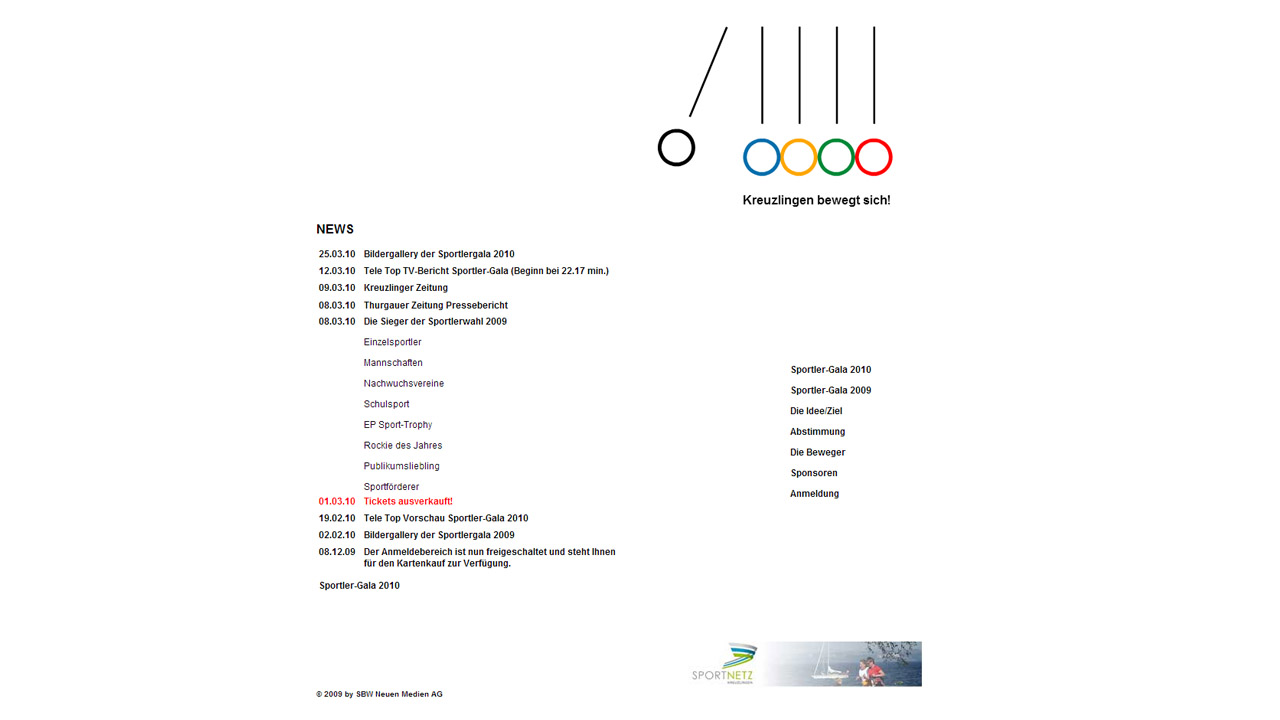 Kreuzlingen bewegt sich!
NEWS
25.03.10 Bildergallery der Sportlergala 2010
12.03.10 Tele Top TV-Bericht Sportler-Gala (Beginn bei 22.17 min.)
09.03.10 Kreuzlinger Zeitung
08.03.10 Thurgauer Zeitung Pressebericht
08.03.10 Die Sieger der Sportlerwahl 2009
Einzelsportler
Mannschaften
Nachwuchsvereine
Schulsport
EP Sport-Trophy
Rockie des Jahres
Publikumsliebling
Sportförderer
01.03.10 Tickets ausverkauft!
19.02.10 Tele Top Vorschau Sportler-Gala 2010
02.02.10 Bildergallery der Sportlergala 2009
08.12.09 Der Anmeldebereich ist nun freigeschaltet und steht Ihnen
für den Kartenkauf zur Verfügung.
Sportler-Gala 2010
Sportler-Gala 2010
Sportler-Gala 2009
Die Idee/Ziel
Abstimmung
Die Beweger
Sponsoren
Anmeldung
SPORTNETZ
© 2009 by SBW Neuen Medien AG